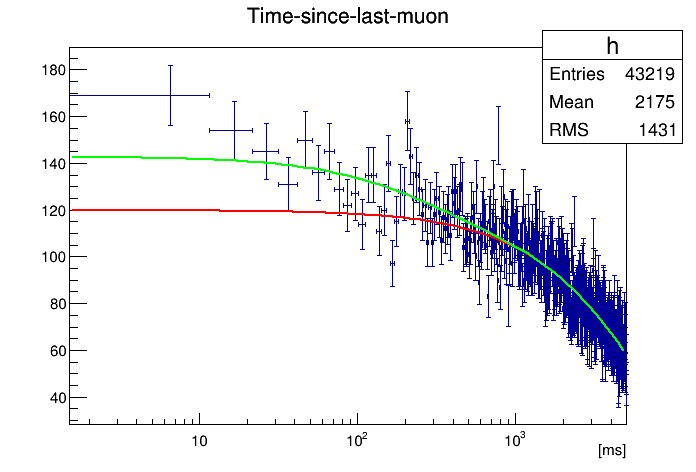 Time-since-last-muon
h
Entries 43219
Mean 2175
RMS 1431
180
160
140
120
100
80
60
40
10
10²
10³
[ms]